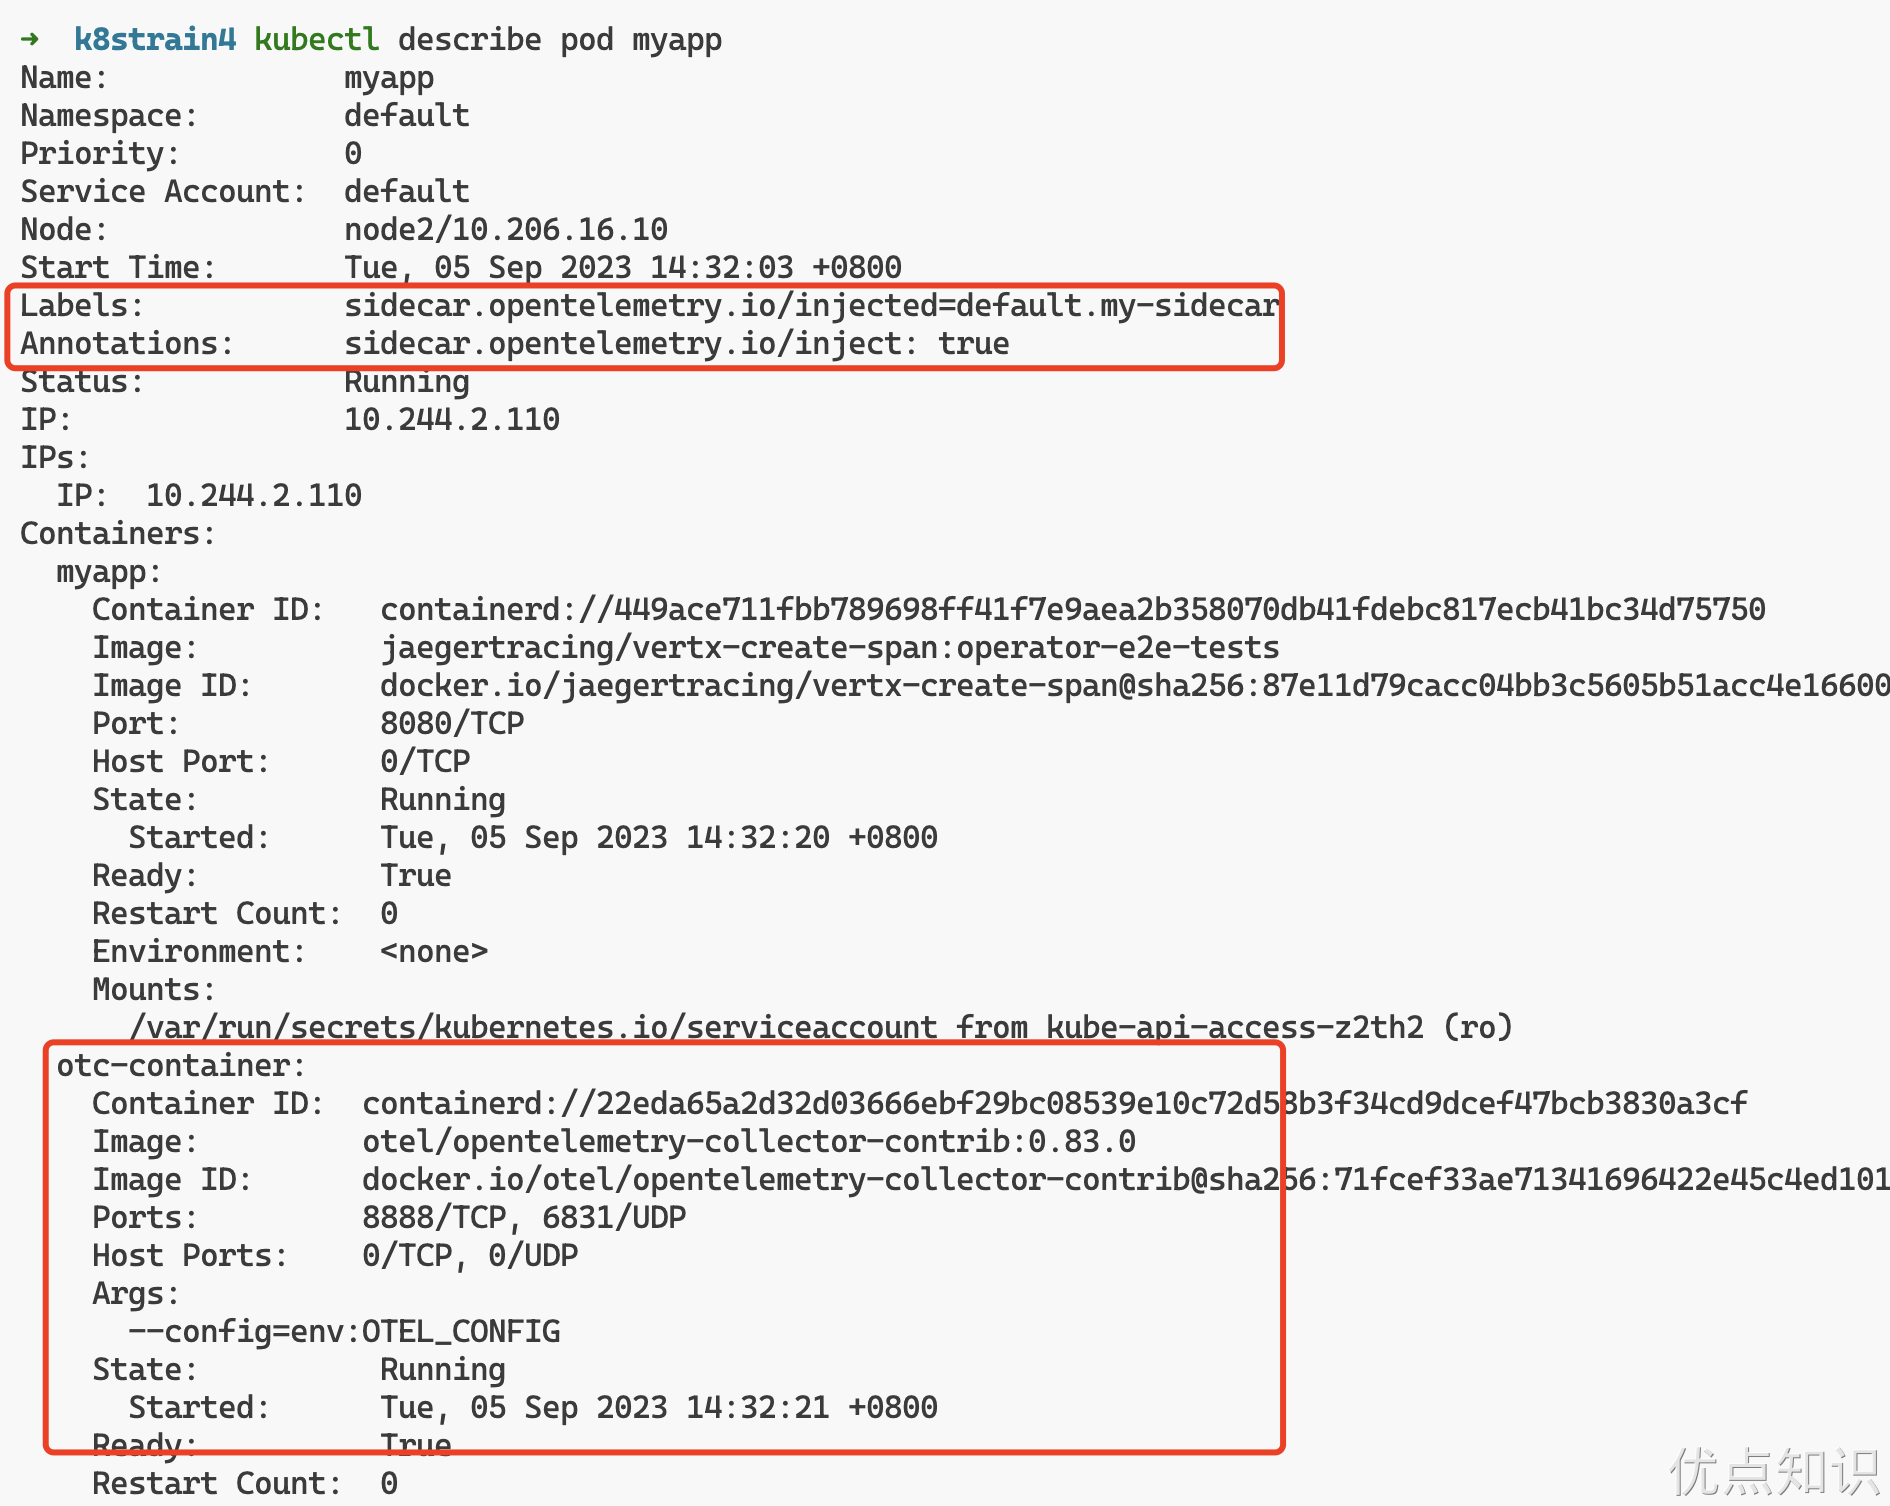 ➜  k8strain4 kubectl describe pod myapp
Name:             myapp
Namespace:        default
Priority:         0
Service Account:  default
Node:             node2/10.206.16.10
Start Time:       Tue, 05 Sep 2023 14:32:03 +0800
Labels:           sidecar.opentelemetry.io/injected=default.my-sidecar
Annotations:      sidecar.opentelemetry.io/inject: true
Status:           Running
IP:               10.244.2.110
IPs:
  IP:  10.244.2.110
Containers:
  myapp:
    Container ID:   containerd://449ace711fbb789698ff41f7e9aea2b358070db41fdebc817ecb41bc34d75750
    Image:          jaegertracing/vertx-create-span:operator-e2e-tests
    Image ID:       docker.io/jaegertracing/vertx-create-span@sha256:87e11d79cacc04bb3c5605b51acc4e16600
    Port:           8080/TCP
    Host Port:      0/TCP
    State:          Running
      Started:      Tue, 05 Sep 2023 14:32:20 +0800
    Ready:          True
    Restart Count:  0
    Environment:    <none>
    Mounts:
      /var/run/secrets/kubernetes.io/serviceaccount from kube-api-access-z2th2 (ro)
  otc-container:
    Container ID:  containerd://22eda65a2d32d03666ebf29bc08539e10c72d58b3f34cd9dcef47bcb3830a3cf
    Image:         otel/opentelemetry-collector-contrib:0.83.0
    Image ID:      docker.io/otel/opentelemetry-collector-contrib@sha256:71fcef33ae71341696422e45c4ed101
    Ports:         8888/TCP, 6831/UDP
    Host Ports:    0/TCP, 0/UDP
    Args:
      --config=env:OTEL_CONFIG
    State:          Running
      Started:      Tue, 05 Sep 2023 14:32:21 +0800
    Ready:          True
    Restart Count:  0
优点知识